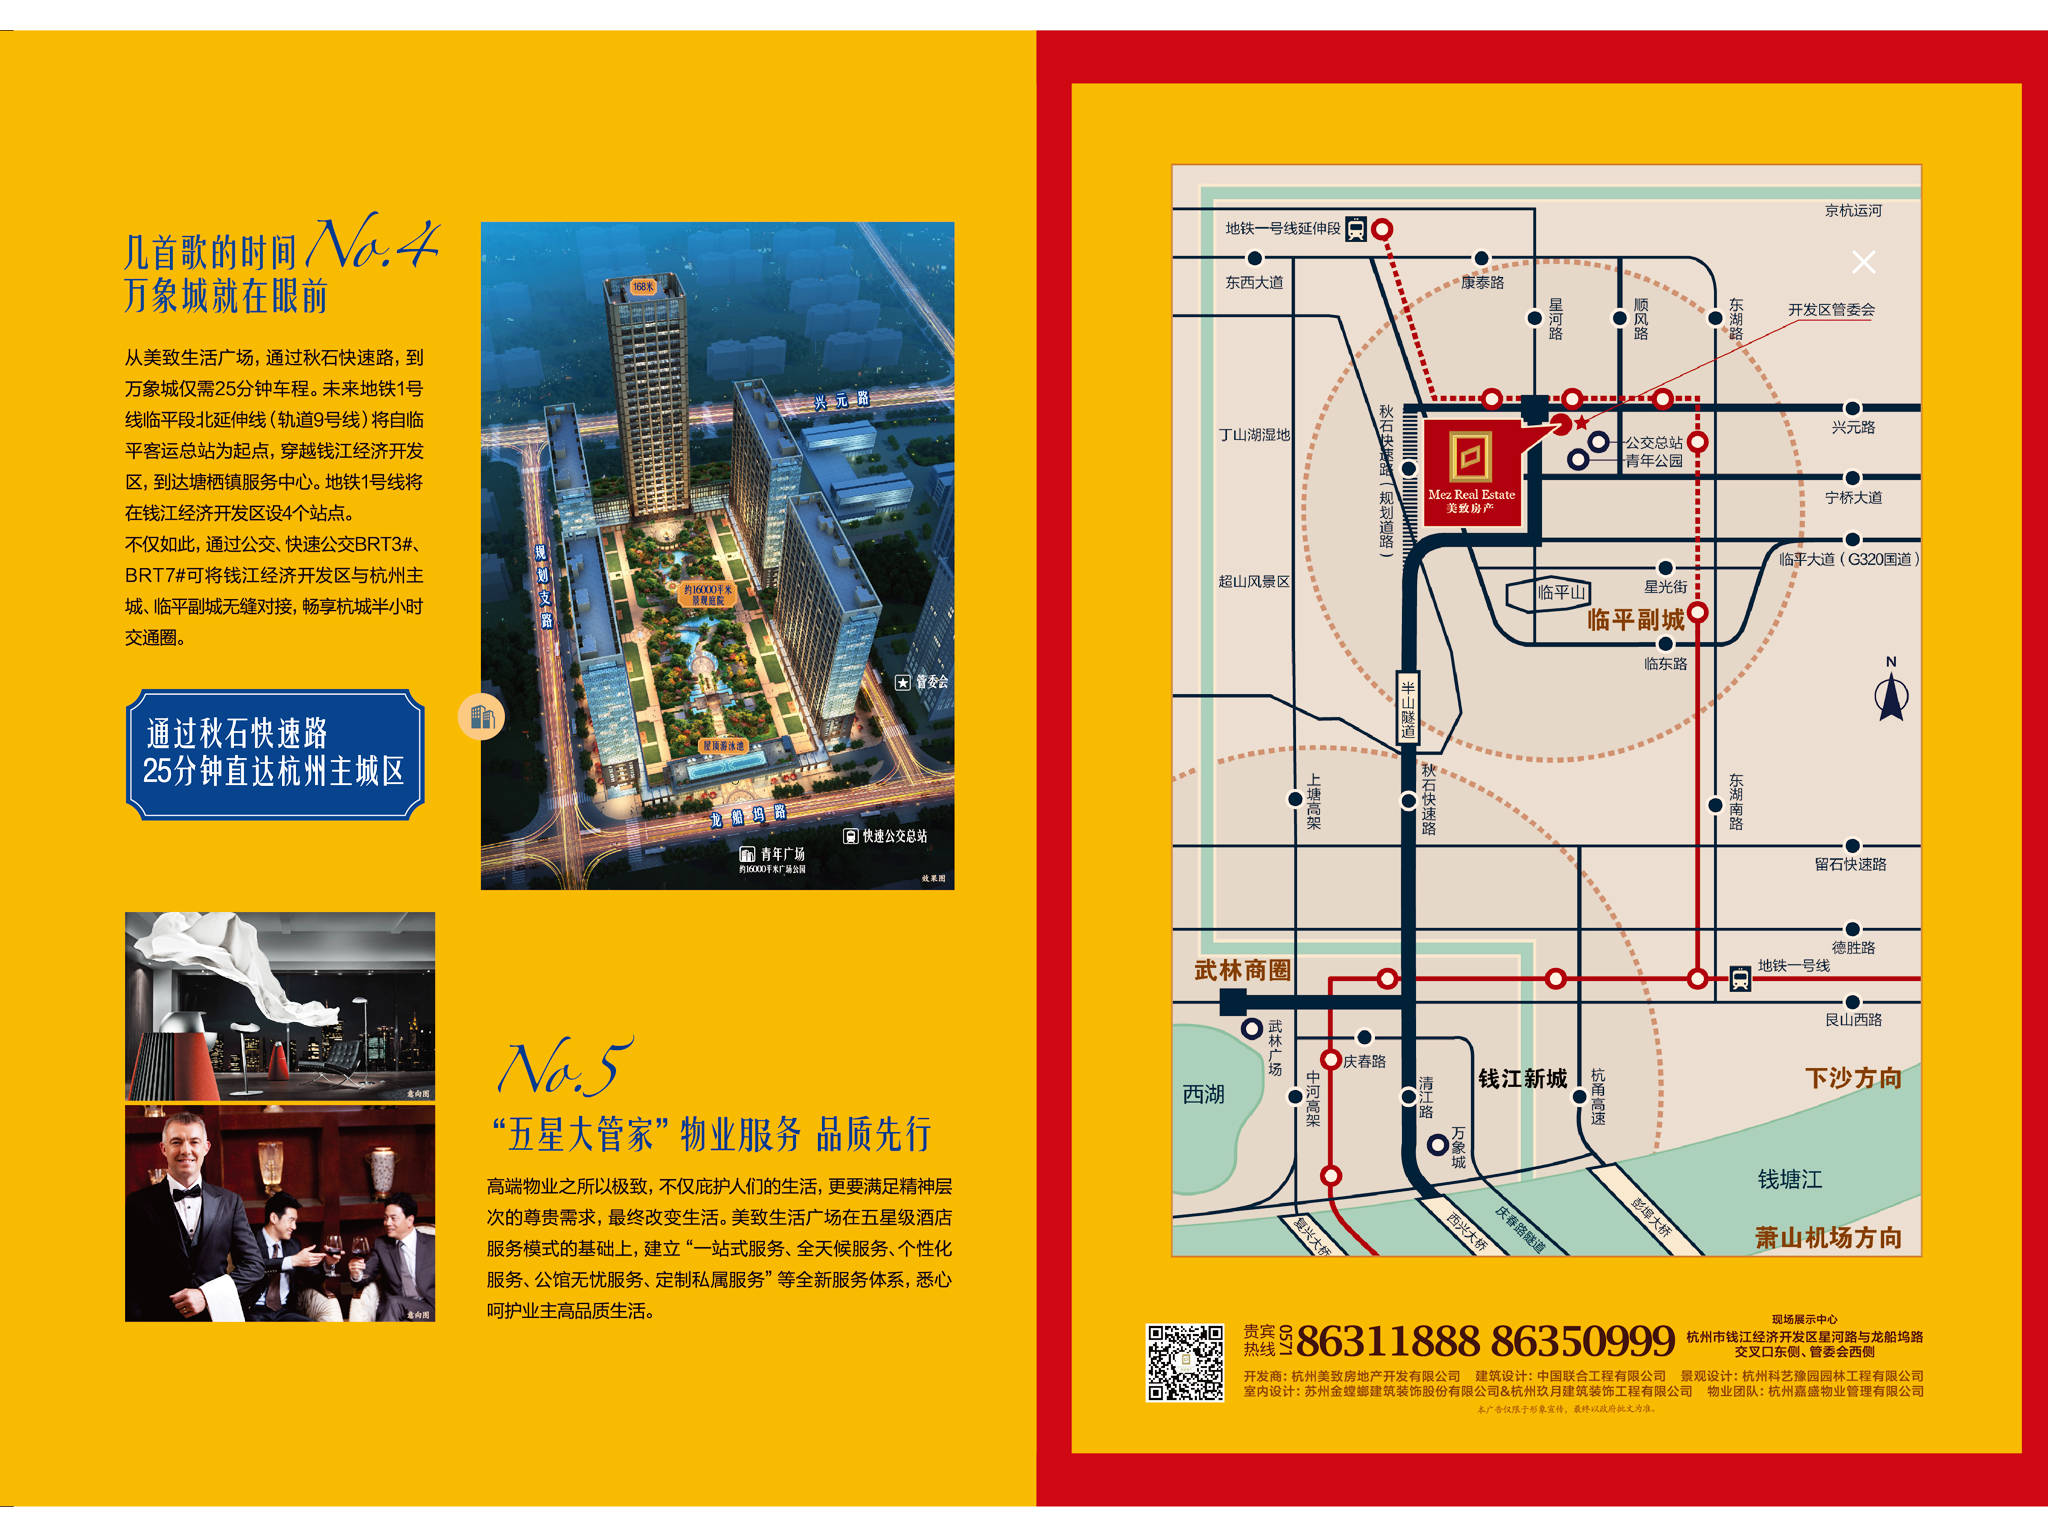 几首歌的时间 No.4
万象城就在眼前
从美致生活广场，通过秋石快速路，到
万象城仅需25分钟车程。未来地铁1号
线临平段北延伸线（轨道9号线）将自临
平客运总站为起点，穿越钱江经济开发
区，到达塘栖镇服务中心。地铁1号线将
在钱江经济开发区设4个站点。
不仅如此，通过公交、快速公交BRT3#、
BRT7#可将钱江经济开发区与杭州主
城、临平副城无缝对接，畅享杭城半小时
交通圈。
通过秋石快速路
25分钟直达杭州主城区
168米
兴元路
规划支路
约16000平米
景观庭院
管委会
屋顶游泳池
龙船坞路
快速公交总站
青年广场
约16000平米广场公园
效果图
意向图
意向图
No.5
“五星大管家”物业服务 品质先行
高端物业之所以极致，不仅庇护人们的生活，更要满足精神层
次的尊贵需求，最终改变生活。美致生活广场在五星级酒店
服务模式的基础上，建立“一站式服务、全天候服务、个性化
服务、公馆无忧服务、定制私属服务”等全新服务体系，悉心
呵护业主高品质生活。
京杭运河
地铁一号线延伸段
东西大道
康泰路
星河路
顺风路
东湖路
开发区管委会
秋石快速路（规划道路）
丁山湖湿地
兴元路
公交总站
青年公园
Mez Real Estate
美致房产
宁桥大道
临平大道（G320国道）
超山风景区
星光街
临平山
临平副城
临东路
N
半山隧道
上塘高架
秋石快速路
东湖南路
留石快速路
德胜路
武林商圈
地铁一号线
艮山西路
武林广场
庆春路
西湖
中河高架
清江路
钱江新城
杭甬高速
下沙方向
万象城
钱塘江
复兴大桥
西兴大桥
庆春路隧道
彭埠大桥
萧山机场方向
贵宾热线 0571 86311888 86350999
现场展示中心
杭州市钱江经济开发区星河路与龙船坞路
交叉口东侧、管委会西侧
开发商：杭州美致房地产开发有限公司 建筑设计：中国联合工程有限公司 景观设计：杭州科艺豫园园林工程有限公司
室内设计：苏州金螳螂建筑装饰股份有限公司&杭州玖月建筑装饰工程有限公司 物业团队：杭州嘉盛物业管理有限公司
本广告仅限于形象宣传，最终以政府批文为准。